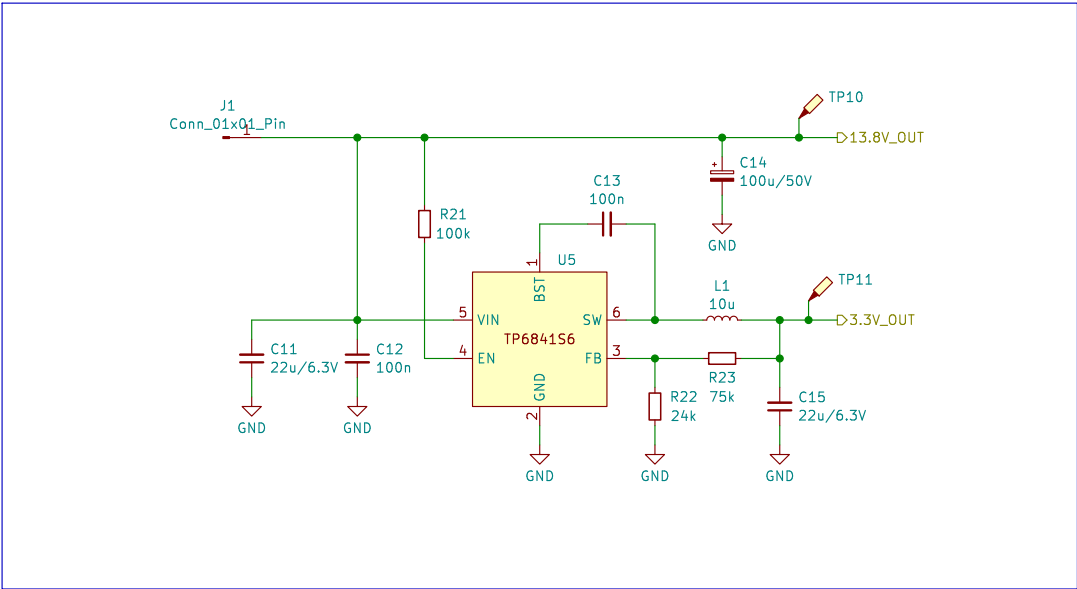 J1
Conn_01x01_Pin
1
TP10
13.8V_OUT
+
C14
100u/50V
GND
C13
100n
R21
100k
1
U5
BST
5
VIN
SW
6
TP6841S6
4
EN
FB
3
GND
2
GND
L1
10u
TP11
3.3V_OUT
C11
22u/6.3V
GND
C12
100n
GND
R23
75k
R22
24k
GND
C15
22u/6.3V
GND